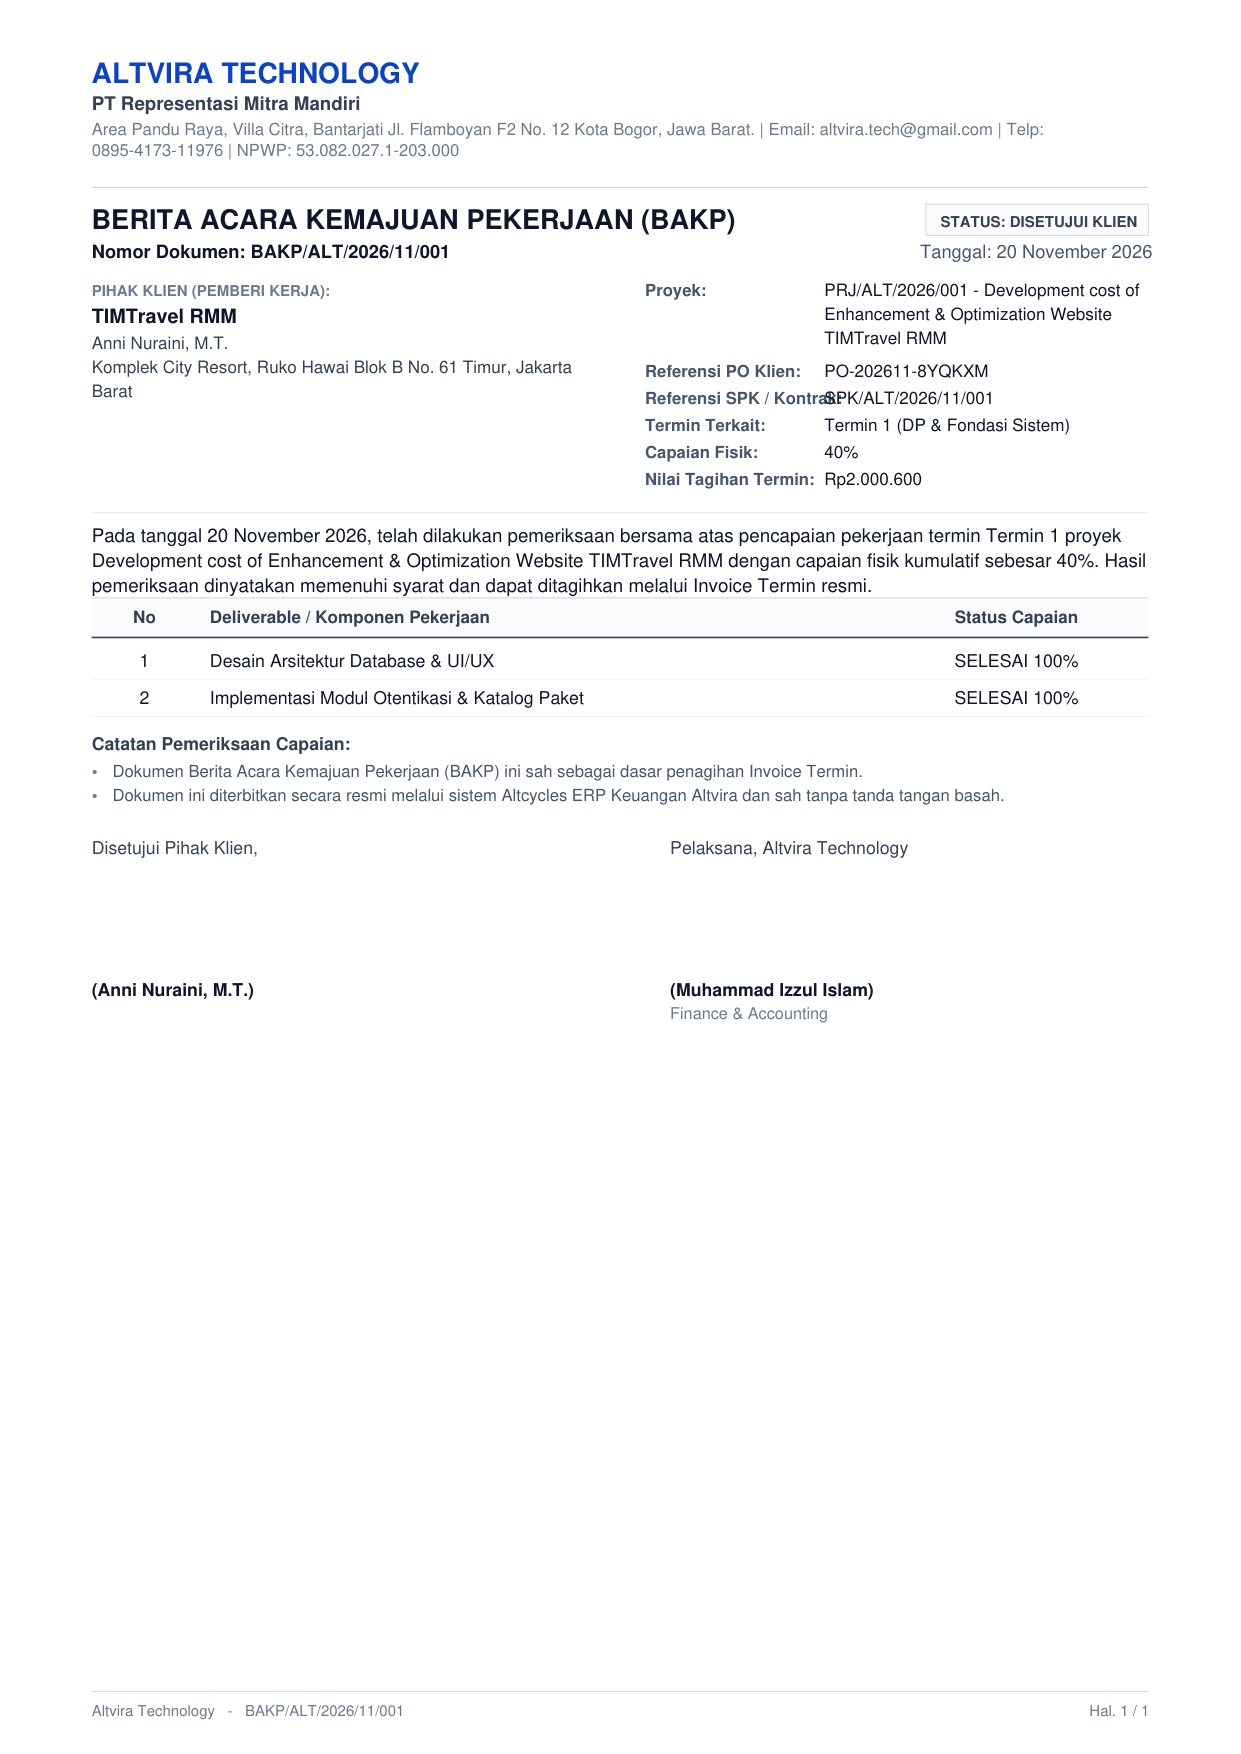 ALTVIRA TECHNOLOGY
PT Representasi Mitra Mandiri
Area Pandu Raya, Villa Citra, Bantarjati Jl. Flamboyan F2 No. 12 Kota Bogor, Jawa Barat. | Email: altvira.tech@gmail.com | Telp:
0895-4173-11976 | NPWP: 53.082.027.1-203.000
BERITA ACARA KEMAJUAN PEKERJAAN (BAKP)
STATUS: DISETUJUI KLIEN
Nomor Dokumen: BAKP/ALT/2026/11/001
Tanggal: 20 November 2026
PIHAK KLIEN (PEMBERI KERJA):
TIMTravel RMM
Anni Nuraini, M.T.
Komplek City Resort, Ruko Hawai Blok B No. 61 Timur, Jakarta
Barat
Proyek: PRJ/ALT/2026/001 - Development cost of
Enhancement & Optimization Website
TIMTravel RMM
Referensi PO Klien: PO-202611-8YQKXM
Referensi SPK / Kontrak: SPK/ALT/2026/11/001
Termin Terkait: Termin 1 (DP & Fondasi Sistem)
Capaian Fisik: 40%
Nilai Tagihan Termin: Rp2.000.600
Pada tanggal 20 November 2026, telah dilakukan pemeriksaan bersama atas pencapaian pekerjaan termin Termin 1 proyek
Development cost of Enhancement & Optimization Website TIMTravel RMM dengan capaian fisik kumulatif sebesar 40%. Hasil
pemeriksaan dinyatakan memenuhi syarat dan dapat ditagihkan melalui Invoice Termin resmi.
No Deliverable / Komponen Pekerjaan Status Capaian
1 Desain Arsitektur Database & UI/UX SELESAI 100%
2 Implementasi Modul Otentikasi & Katalog Paket SELESAI 100%
Catatan Pemeriksaan Capaian:
• Dokumen Berita Acara Kemajuan Pekerjaan (BAKP) ini sah sebagai dasar penagihan Invoice Termin.
• Dokumen ini diterbitkan secara resmi melalui sistem Altcycles ERP Keuangan Altvira dan sah tanpa tanda tangan basah.
Disetujui Pihak Klien, Pelaksana, Altvira Technology
(Anni Nuraini, M.T.) (Muhammad Izzul Islam)
Finance & Accounting
Altvira Technology - BAKP/ALT/2026/11/001 Hal. 1 / 1